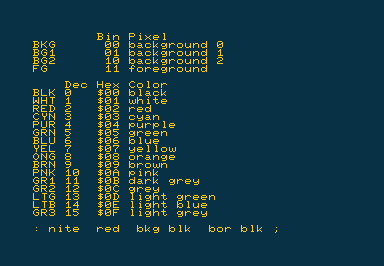 Bin Pixel
BKG 00 background 0
BG1 01 background 1
BG2 10 background 2
FG 11 foreground
Dec Hex Color
BLK 0 $00 black
WHT 1 $01 white
RED 2 $02 red
CYN 3 $03 cyan
PUR 4 $04 purple
GRN 5 $05 green
BLU 6 $06 blue
YEL 7 $07 yellow
ONG 8 $08 orange
BRN 9 $09 brown
PNK 10 $0A pink
GR1 11 $0B dark grey
GR2 12 $0C grey
LTG 13 $0D light green
LTB 14 $0E light blue
GR3 15 $0F light grey
: nite red bkg blk bor blk ;